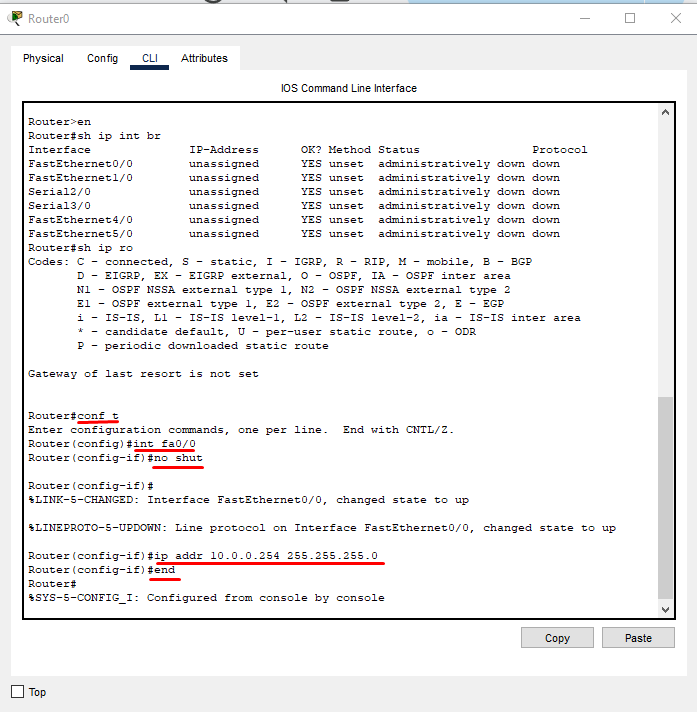 Router0
Physical Config CLI Attributes
IOS Command Line Interface
Router>en
Router#sh ip int br
Interface IP-Address OK? Method Status Protocol
FastEthernet0/0 unassigned YES unset administratively down down
FastEthernet1/0 unassigned YES unset administratively down down
Serial2/0 unassigned YES unset administratively down down
Serial3/0 unassigned YES unset administratively down down
FastEthernet4/0 unassigned YES unset administratively down down
FastEthernet5/0 unassigned YES unset administratively down down
Router#sh ip ro
Codes: C - connected, S - static, I - IGRP, R - RIP, M - mobile, B - BGP
D - EIGRP, EX - EIGRP external, O - OSPF, IA - OSPF inter area
N1 - OSPF NSSA external type 1, N2 - OSPF NSSA external type 2
E1 - OSPF external type 1, E2 - OSPF external type 2, E - EGP
i - IS-IS, L1 - IS-IS level-1, L2 - IS-IS level-2, ia - IS-IS inter area
* - candidate default, U - per-user static route, o - ODR
P - periodic downloaded static route
Gateway of last resort is not set
Router#conf t
Enter configuration commands, one per line. End with CNTL/Z.
Router(config)#int fa0/0
Router(config-if)#no shut
Router(config-if)#
%LINK-5-CHANGED: Interface FastEthernet0/0, changed state to up
%LINEPROTO-5-UPDOWN: Line protocol on Interface FastEthernet0/0, changed state to up
Router(config-if)#ip addr 10.0.0.254 255.255.255.0
Router(config-if)#end
Router#
%SYS-5-CONFIG_I: Configured from console by console
Copy Paste
Top